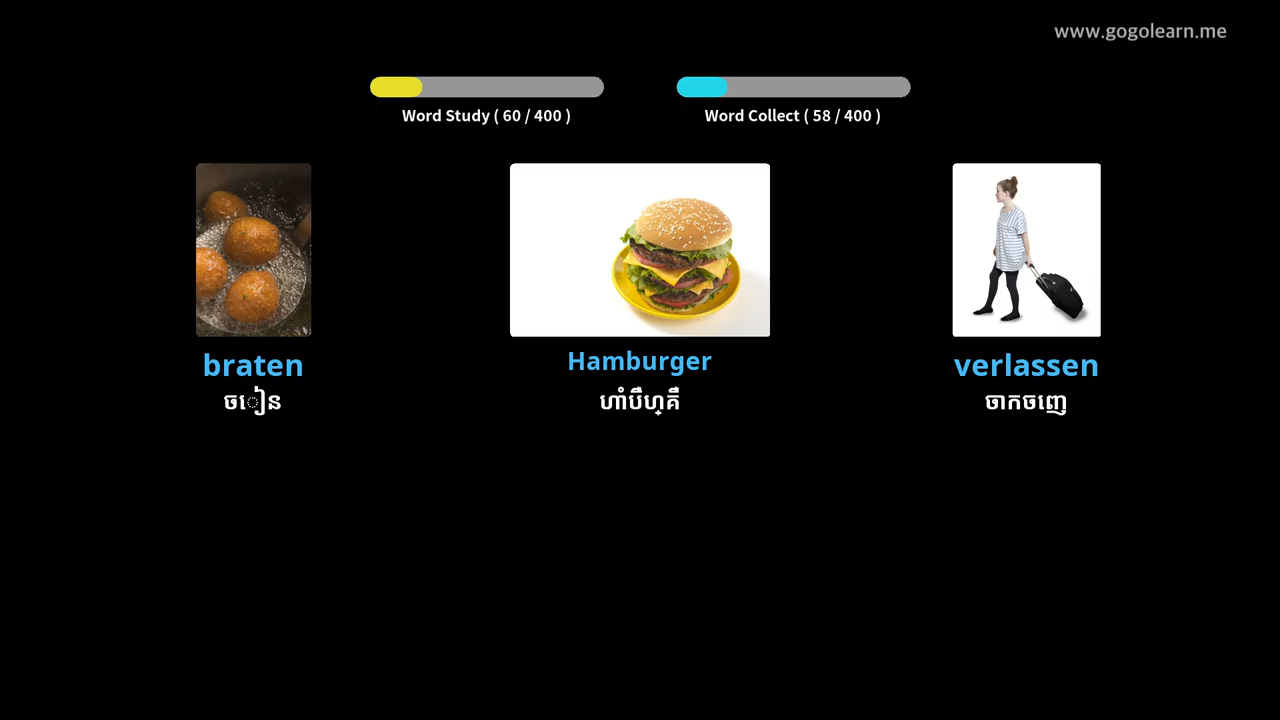 www.gogolearn.me
Word Study ( 60 / 400 )
Word Collect ( 58 / 400 )
braten
Hamburger
verlassen
ចៀន
ហាំប៊ឺហ្គឺ
ចាកចេញ